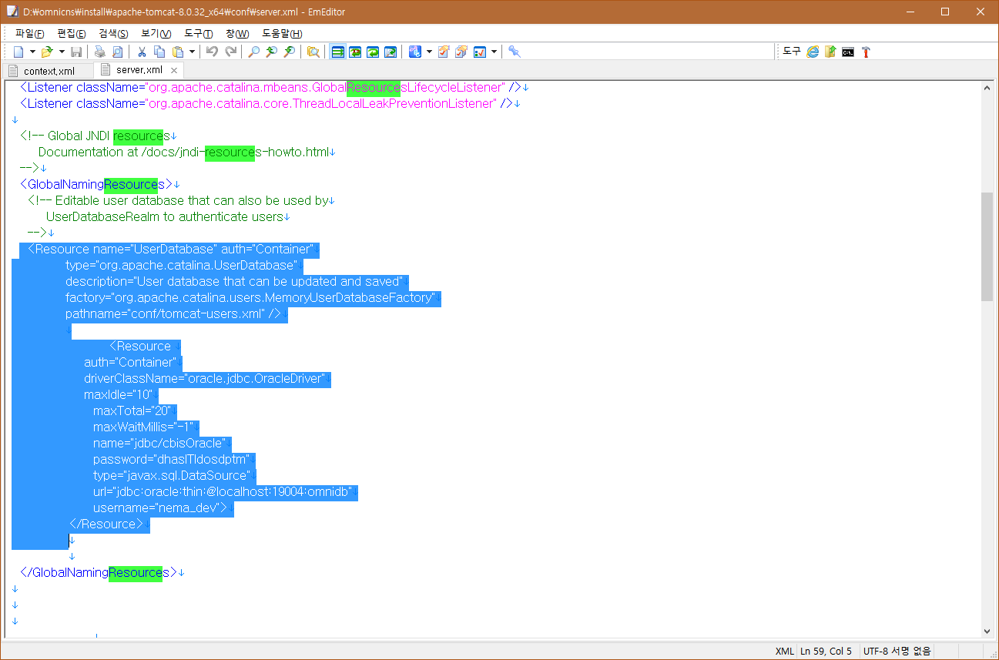 D:\omnicns\install\apache-tomcat-8.0.32_x64\conf\server.xml - EmEditor
파일(F) 편집(E) 검색(S) 보기(V) 도구(T) 창(W) 도움말(H)
도구
context.xml server.xml
<Listener className="org.apache.catalina.mbeans.GlobalResourcesLifecycleListener" />↓
<Listener className="org.apache.catalina.core.ThreadLocalLeakPreventionListener" />↓
↓
<!-- Global JNDI resources↓
Documentation at /docs/jndi-resources-howto.html↓
-->↓
<GlobalNamingResources>↓
<!-- Editable user database that can also be used by↓
UserDatabaseRealm to authenticate users↓
-->↓
<Resource name="UserDatabase" auth="Container"↓
type="org.apache.catalina.UserDatabase"↓
description="User database that can be updated and saved"↓
factory="org.apache.catalina.users.MemoryUserDatabaseFactory"↓
pathname="conf/tomcat-users.xml" />↓
↓
<Resource ↓
auth="Container"↓
driverClassName="oracle.jdbc.OracleDriver"↓
maxIdle="10"↓
maxTotal="20"↓
maxWaitMillis="-1"↓
name="jdbc/cbisOracle"↓
password="dhaslTldosdptm"↓
type="javax.sql.DataSource"↓
url="jdbc:oracle:thin:@localhost:19004:omnidb"↓
username="nema_dev">↓
</Resource>↓
↓
↓
</GlobalNamingResources>↓
↓
↓
↓
XML Ln 59, Col 5 UTF-8 서명 없음